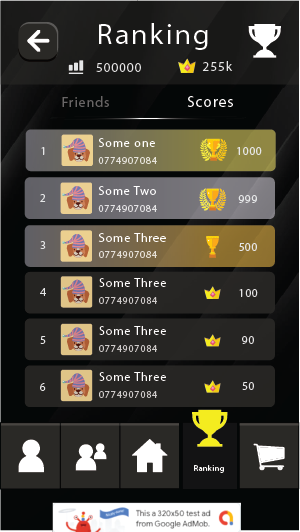 Ranking
500000 255k
Friends Scores
1 Some one 1000
0774907084
2 Some Two 999
0774907084
3 Some Three 500
0774907084
4 Some Three 100
0774907084
5 Some Three 90
0774907084
6 Some Three 50
0774907084
Ranking
This a 320x50 test ad
from Google AdMob.